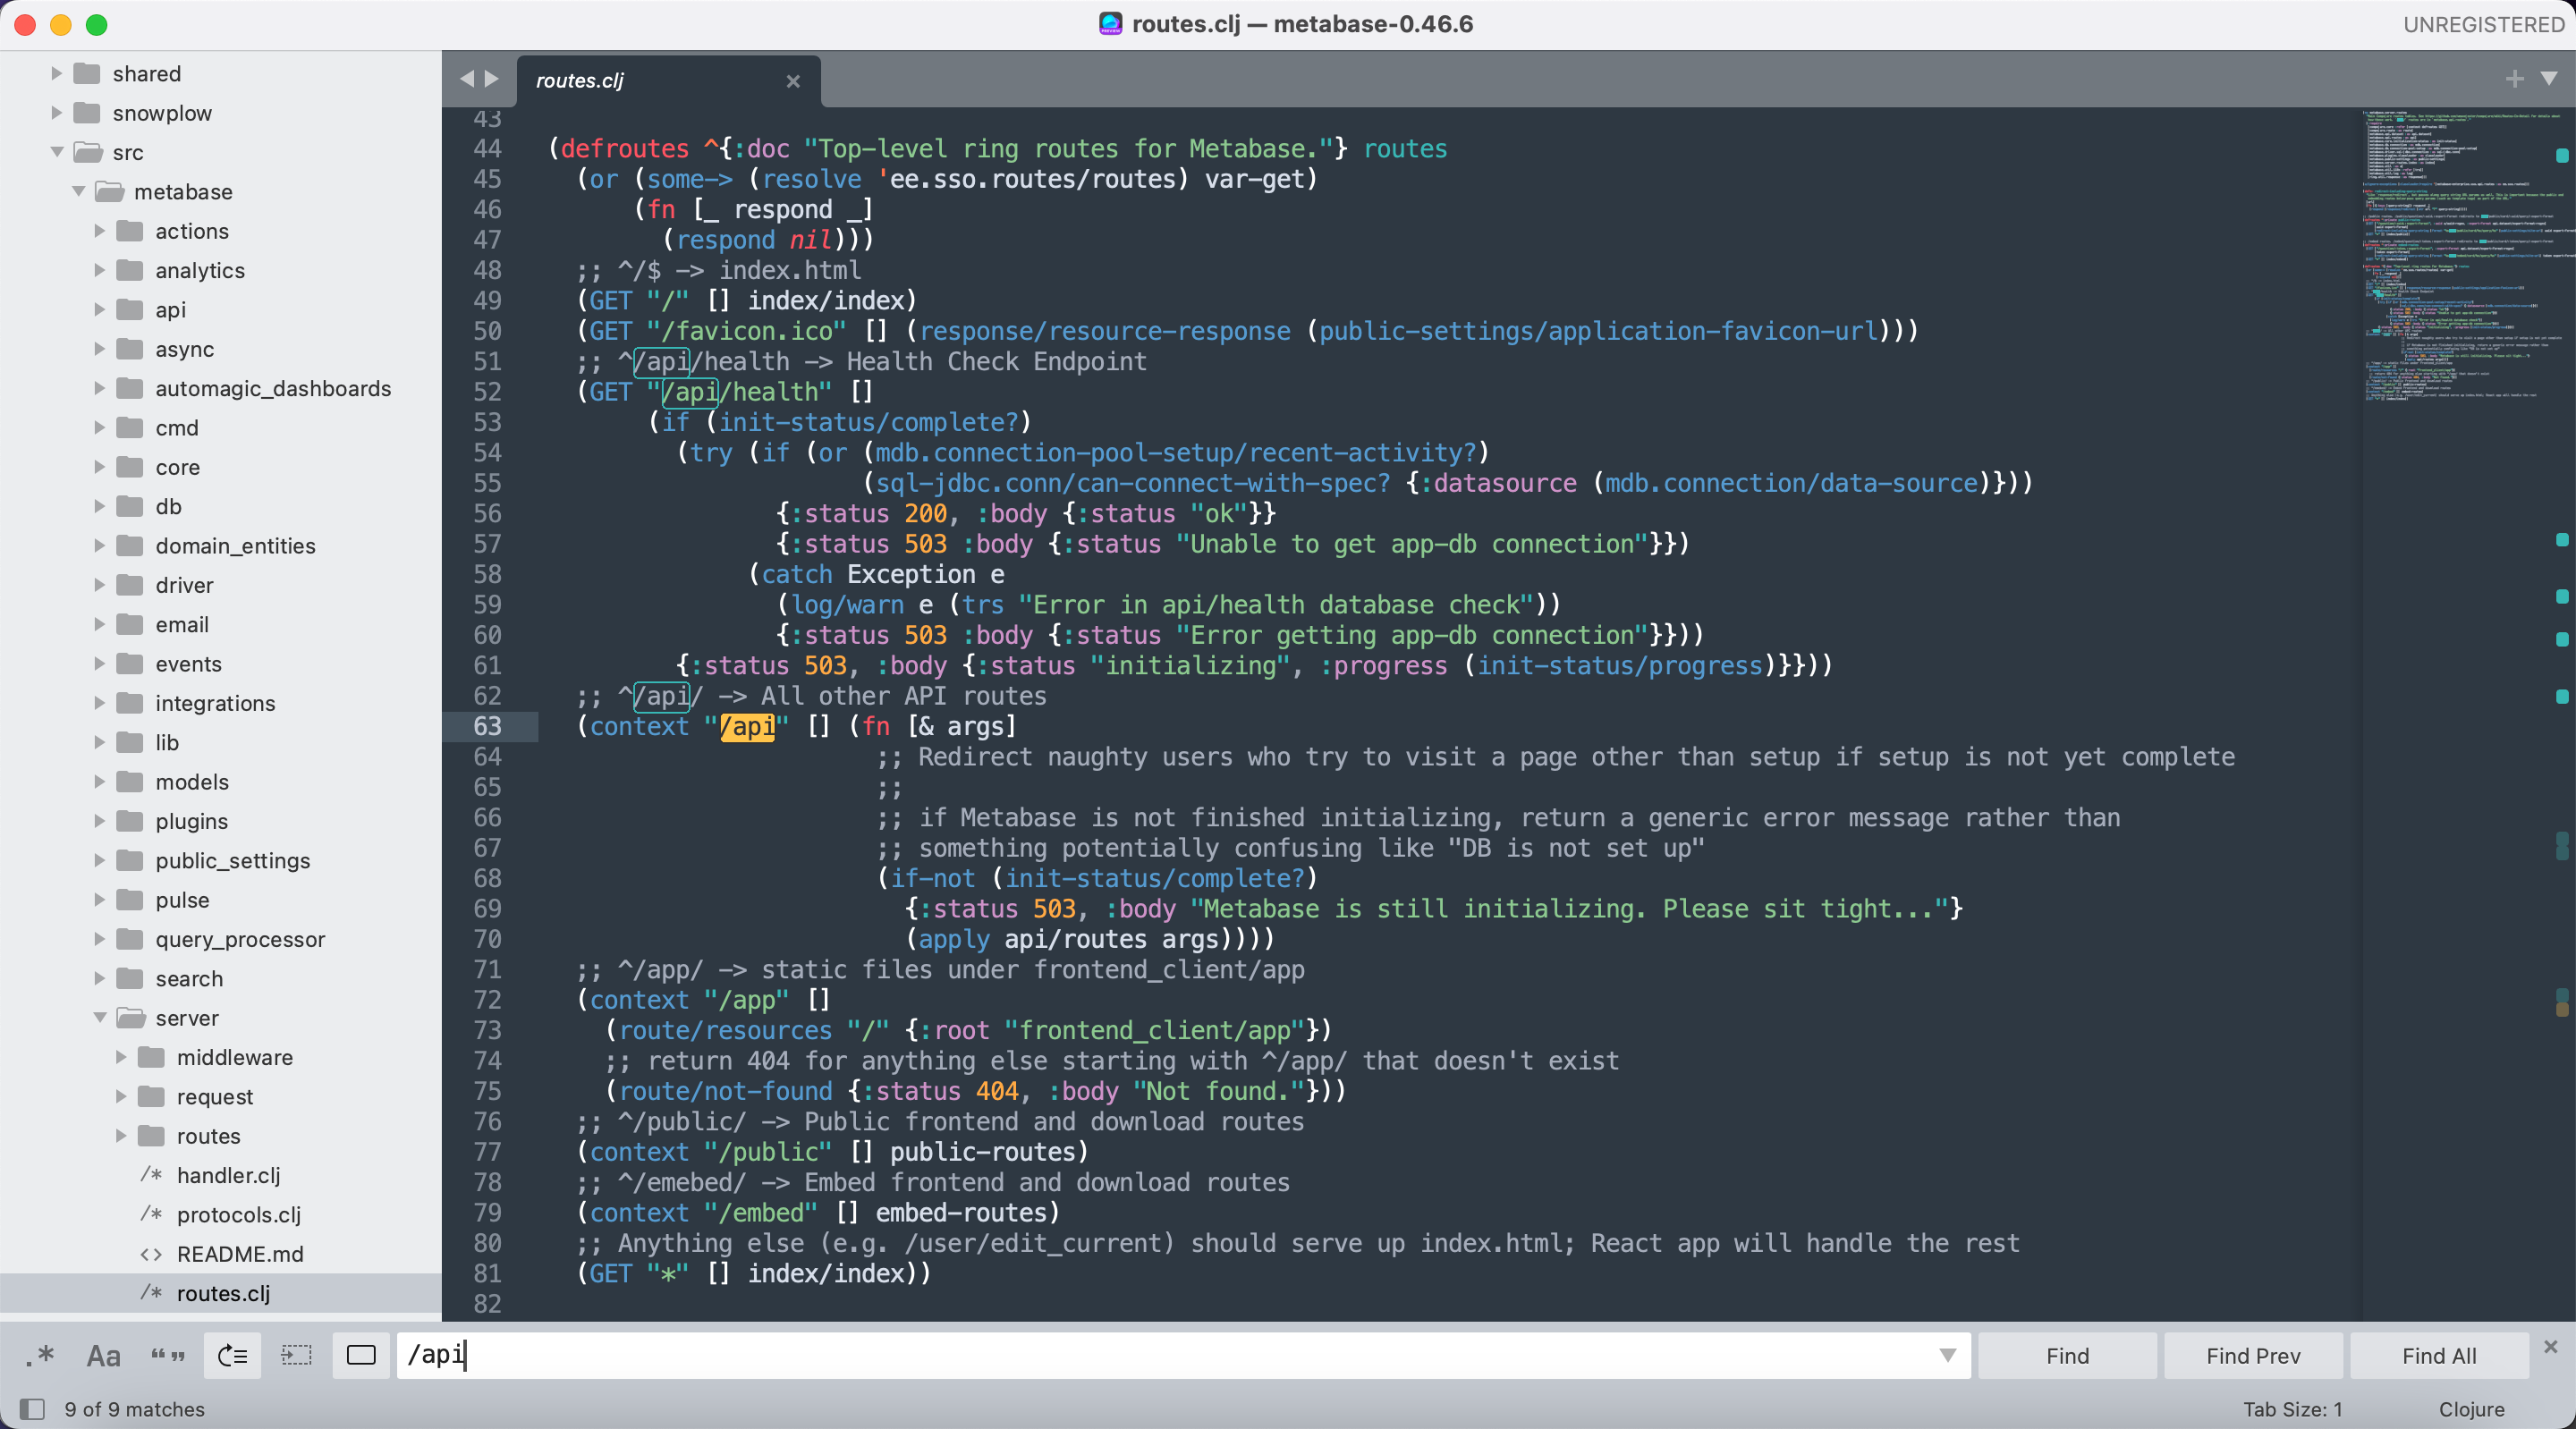 routes.clj — metabase-0.46.6
UNREGISTERED
shared
snowplow
src
metabase
actions
analytics
api
async
automagic_dashboards
cmd
core
db
domain_entities
driver
email
events
integrations
lib
models
plugins
public_settings
pulse
query_processor
search
server
middleware
request
routes
/* handler.clj
/* protocols.clj
<> README.md
/* routes.clj
routes.clj
43
44 (defroutes ^{:doc "Top-level ring routes for Metabase."} routes
45   (or (some-> (resolve 'ee.sso.routes/routes) var-get)
46       (fn [_ respond _]
47         (respond nil)))
48   ;; ^/$ -> index.html
49   (GET "/" [] index/index)
50   (GET "/favicon.ico" [] (response/resource-response (public-settings/application-favicon-url)))
51   ;; ^/api/health -> Health Check Endpoint
52   (GET "/api/health" []
53        (if (init-status/complete?)
54          (try (if (or (mdb.connection-pool-setup/recent-activity?)
55                       (sql-jdbc.conn/can-connect-with-spec? {:datasource (mdb.connection/data-source)}))
56                 {:status 200, :body {:status "ok"}}
57                 {:status 503 :body {:status "Unable to get app-db connection"}})
58               (catch Exception e
59                 (log/warn e (trs "Error in api/health database check"))
60                 {:status 503 :body {:status "Error getting app-db connection"}}))
61          {:status 503, :body {:status "initializing", :progress (init-status/progress)}}))
62   ;; ^/api/ -> All other API routes
63   (context "/api" [] (fn [& args]
64                        ;; Redirect naughty users who try to visit a page other than setup if setup is not yet complete
65                        ;;
66                        ;; if Metabase is not finished initializing, return a generic error message rather than
67                        ;; something potentially confusing like "DB is not set up"
68                        (if-not (init-status/complete?)
69                          {:status 503, :body "Metabase is still initializing. Please sit tight..."}
70                          (apply api/routes args))))
71   ;; ^/app/ -> static files under frontend_client/app
72   (context "/app" []
73     (route/resources "/" {:root "frontend_client/app"})
74     ;; return 404 for anything else starting with ^/app/ that doesn't exist
75     (route/not-found {:status 404, :body "Not found."}))
76   ;; ^/public/ -> Public frontend and download routes
77   (context "/public" [] public-routes)
78   ;; ^/emebed/ -> Embed frontend and download routes
79   (context "/embed" [] embed-routes)
80   ;; Anything else (e.g. /user/edit_current) should serve up index.html; React app will handle the rest
81   (GET "*" [] index/index))
82
.* Aa “” /api Find Find Prev Find All
9 of 9 matches
Tab Size: 1
Clojure